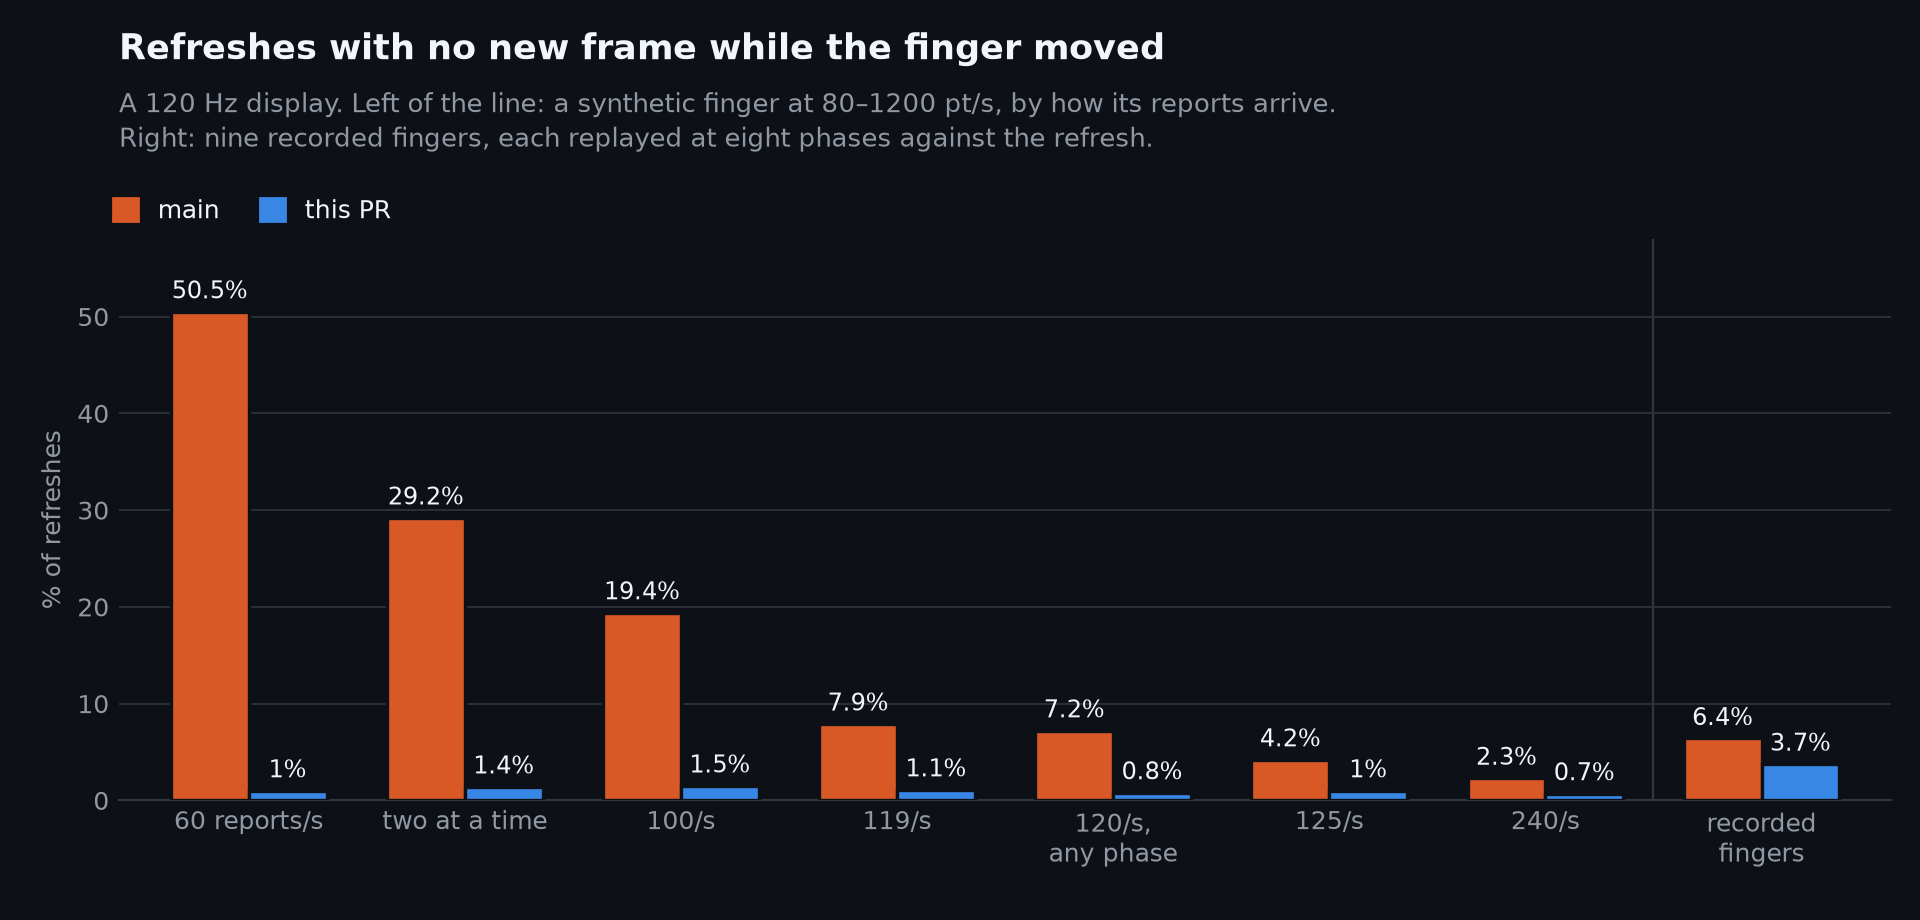 Refreshes with no new frame while the finger moved
A 120 Hz display. Left of the line: a synthetic finger at 80–1200 pt/s, by how its reports arrive.
Right: nine recorded fingers, each replayed at eight phases against the refresh.
main
this PR
% of refreshes
50
40
30
20
10
0
50.5%
1%
29.2%
1.4%
19.4%
1.5%
7.9%
1.1%
7.2%
0.8%
4.2%
1%
2.3%
0.7%
6.4%
3.7%
60 reports/s
two at a time
100/s
119/s
120/s,
any phase
125/s
240/s
recorded
fingers